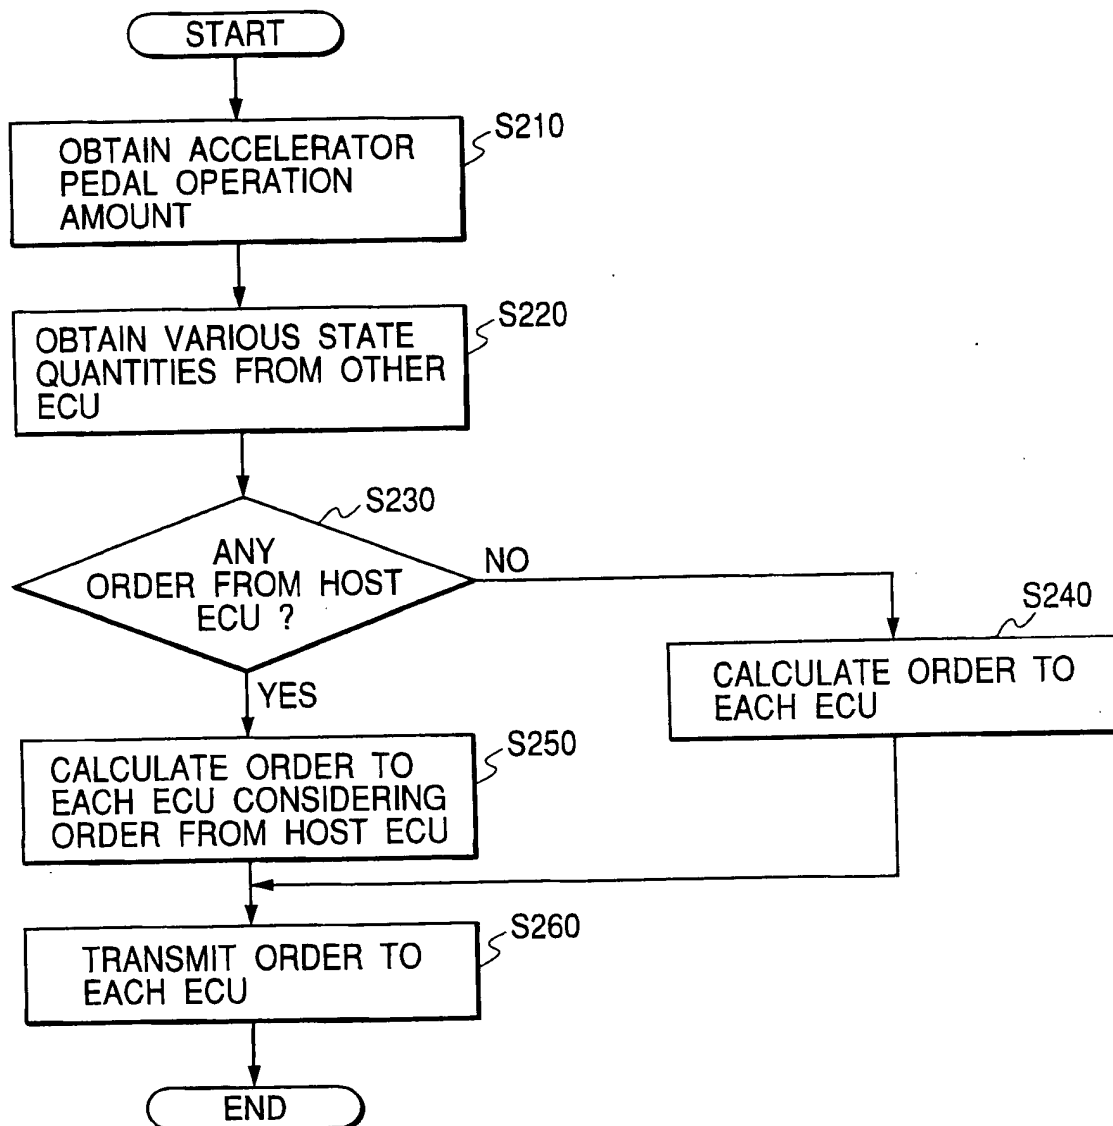 START
S210
OBTAIN ACCELERATOR
PEDAL OPERATION
AMOUNT
S220
OBTAIN VARIOUS STATE
QUANTITIES FROM OTHER
ECU
S230
ANY
ORDER FROM HOST
ECU ?
NO
YES
S240
CALCULATE ORDER TO
EACH ECU
S250
CALCULATE ORDER TO
EACH ECU CONSIDERING
ORDER FROM HOST ECU
S260
TRANSMIT ORDER TO
EACH ECU
END